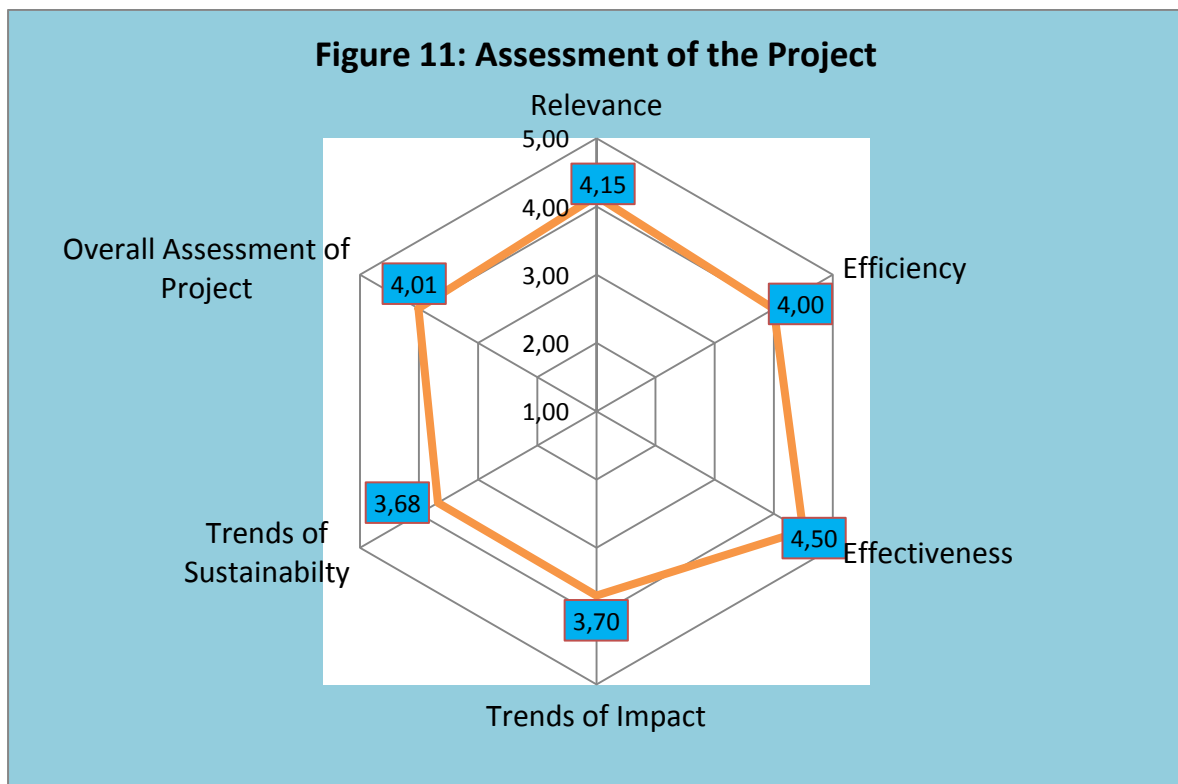 Figure 11: Assessment of the Project
Relevance
5,00
4,15
4,00
Overall Assessment of
Project
Efficiency
4,01
3,00
4,00
2,00
1,00
3,68
Trends of
Sustainabilty
4,50
Effectiveness
3,70
Trends of Impact